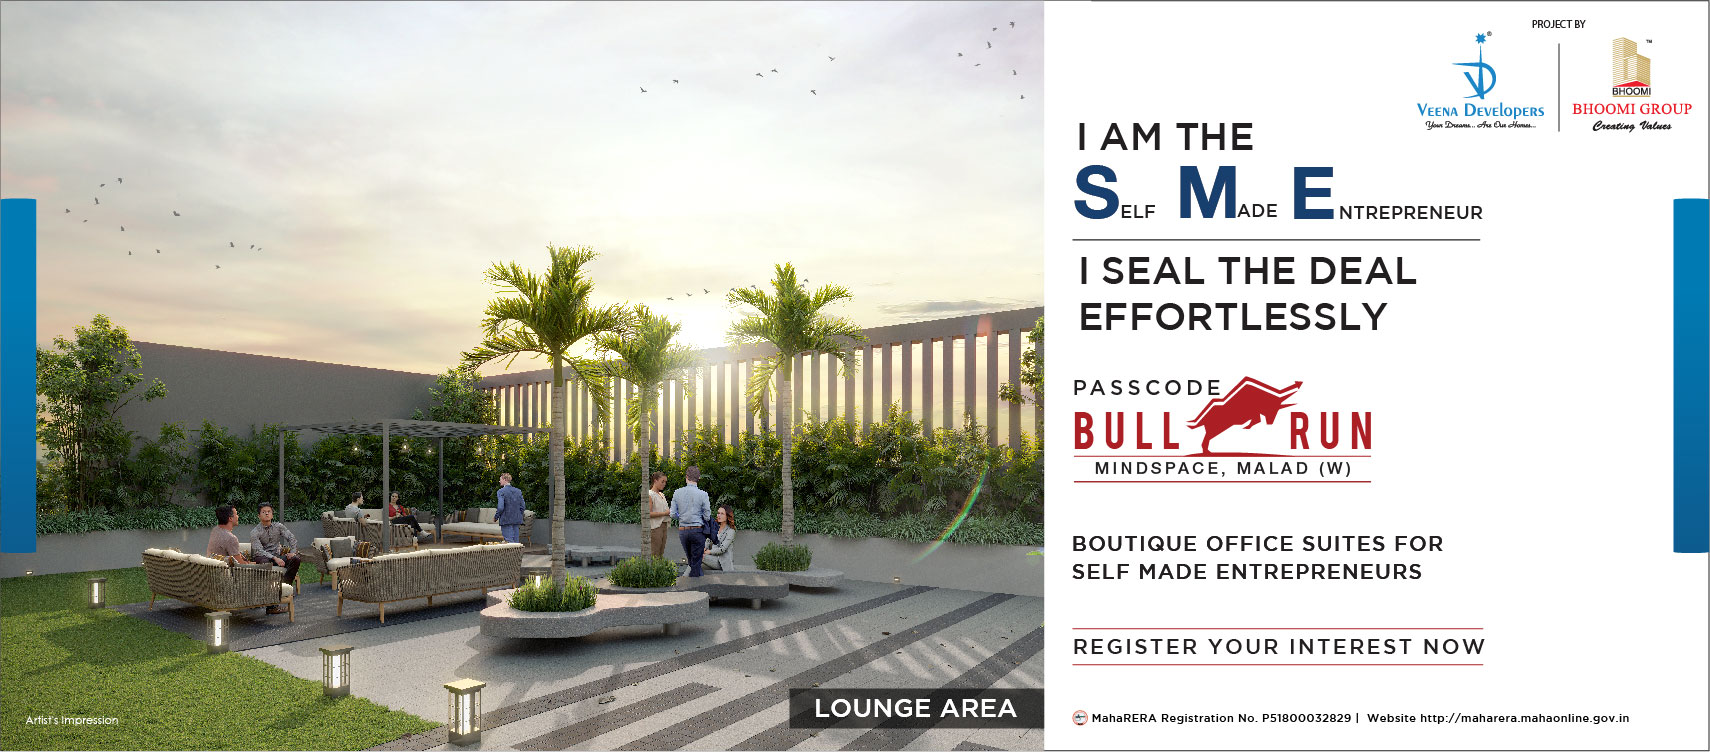 PROJECT BY
VEENA DEVELOPERS
Your Dreams... Are Our Homes...
BHOOMI
BHOOMI GROUP
Creating Values
I AM THE
SELF MADE ENTREPRENEUR
I SEAL THE DEAL
EFFORTLESSLY
PASSCODE
BULL RUN
MINDSPACE, MALAD (W)
BOUTIQUE OFFICE SUITES FOR
SELF MADE ENTREPRENEURS
REGISTER YOUR INTEREST NOW
LOUNGE AREA
Artist's Impression
MahaRERA Registration No. P51800032829 | Website http://maharera.mahaonline.gov.in